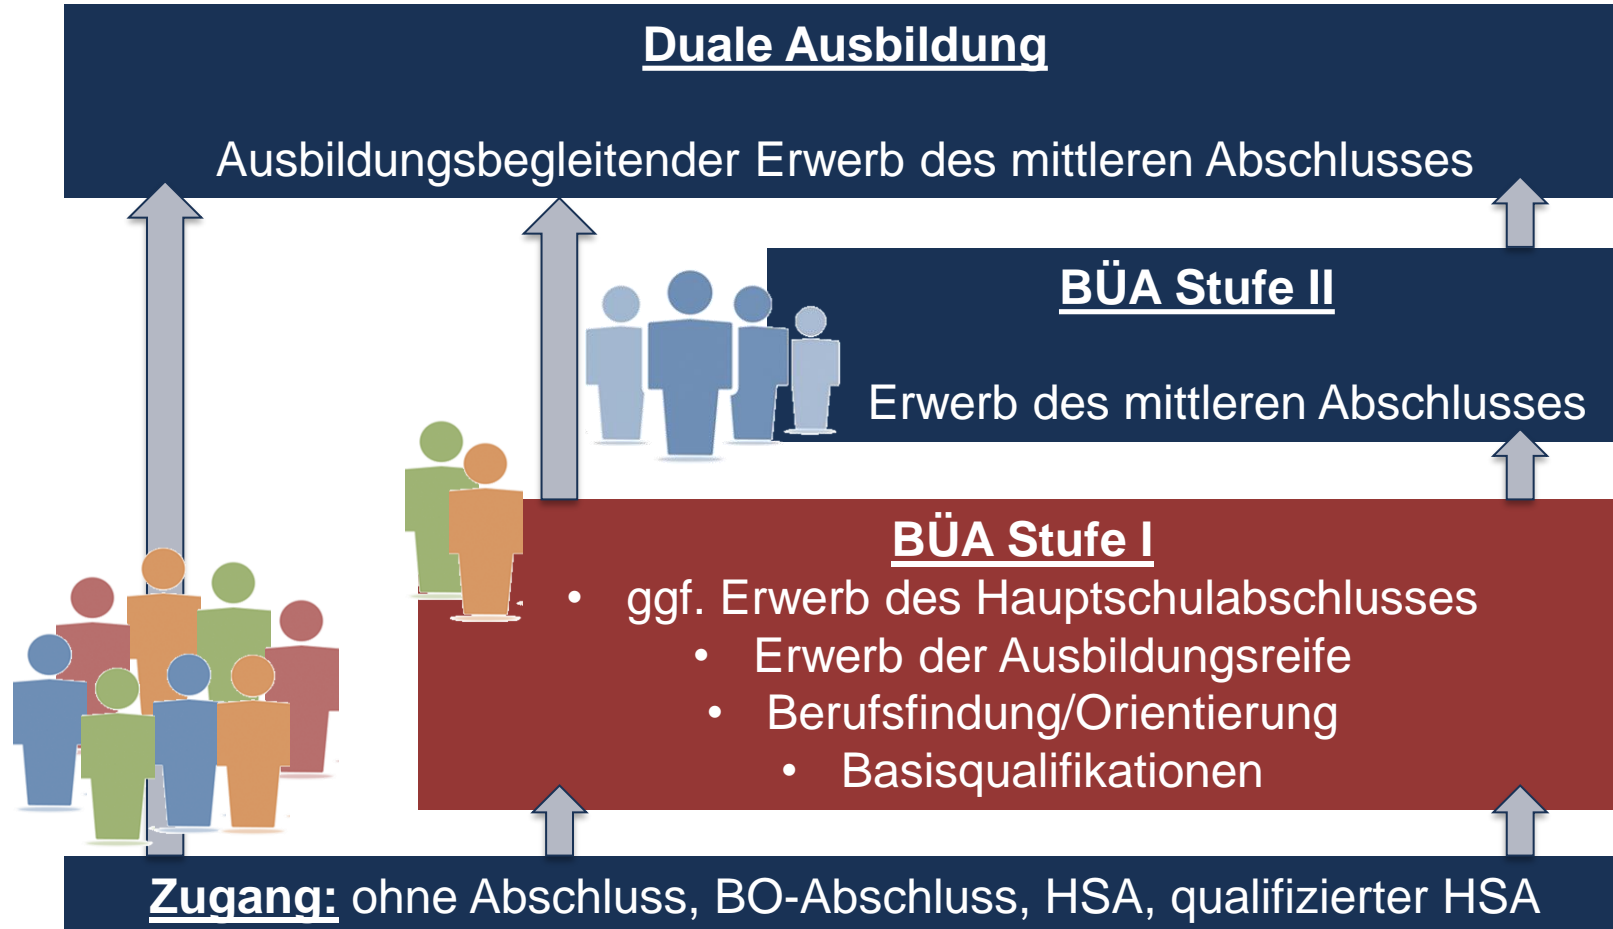 Duale Ausbildung
Ausbildungsbegleitender Erwerb des mittleren Abschlusses
BÜA Stufe II
Erwerb des mittleren Abschlusses
BÜA Stufe I
• ggf. Erwerb des Hauptschulabschlusses
• Erwerb der Ausbildungsreife
• Berufsfindung/Orientierung
• Basisqualifikationen
Zugang: ohne Abschluss, BO-Abschluss, HSA, qualifizierter HSA